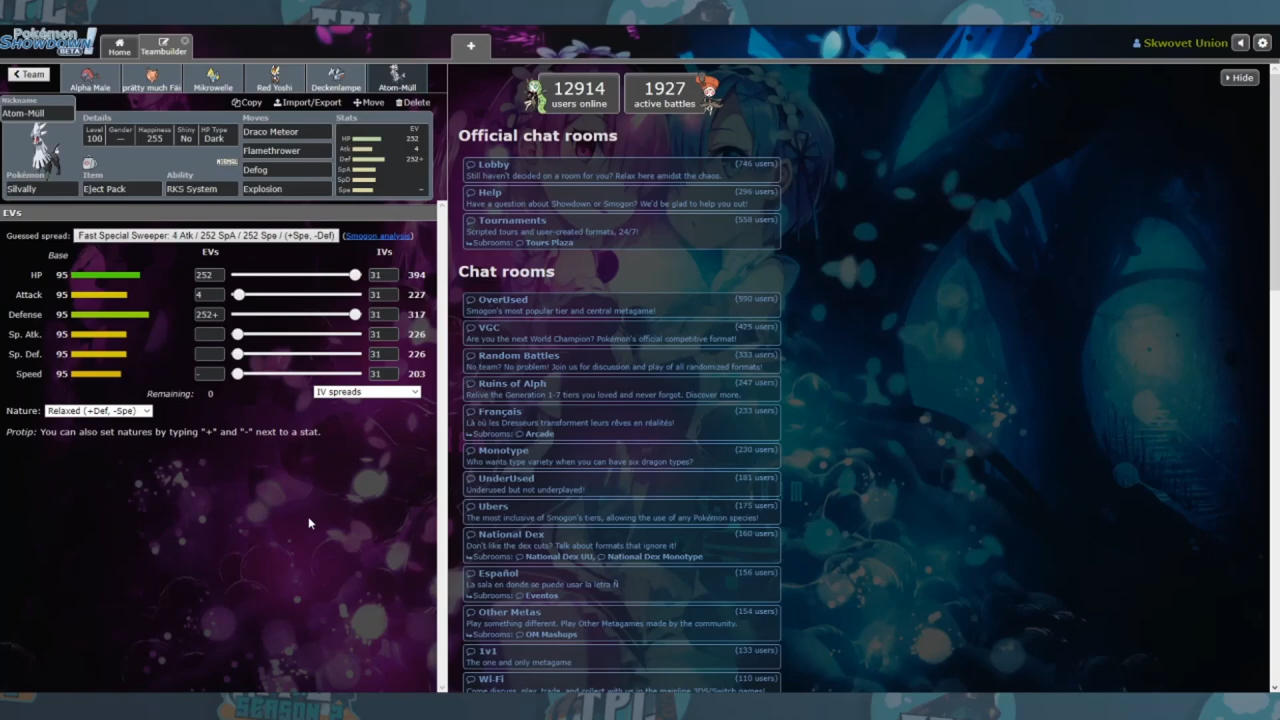 TPL
Pokémon
SHOWDOWN!
BETA
Home
Teambuilder
+
Skwovet Union
< Team
Alpha Male
prätty much Fäi
Mikrowelle
Red Yoshi
Deckenlampe
Atom-Müll
Copy
Import/Export
Move
Delete
Nickname
Atom-Müll
Details
Level
100
Gender
—
Happiness
255
Shiny
No
HP Type
Dark
NORMAL
Pokémon
Silvally
Item
Eject Pack
Ability
RKS System
Moves
Draco Meteor
Flamethrower
Defog
Explosion
Stats
EV
HP 252
Atk 4
Def 252+
SpA
SpD
Spe −
EVs
Guessed spread: Fast Special Sweeper: 4 Atk / 252 SpA / 252 Spe / (+Spe, -Def) (Smogon analysis)
Base EVs IVs
HP 95 252 31 394
Attack 95 4 31 227
Defense 95 252+ 31 317
Sp. Atk. 95 31 226
Sp. Def. 95 31 226
Speed 95 - 31 203
Remaining: 0
IV spreads
Nature: Relaxed (+Def, -Spe)
Protip: You can also set natures by typing "+" and "-" next to a stat.
12914
users online
1927
active battles
Hide
Official chat rooms
Lobby (746 users)
Still haven't decided on a room for you? Relax here amidst the chaos.
Help (296 users)
Have a question about Showdown or Smogon? We'd be glad to help you out!
Tournaments (558 users)
Scripted tours and user-created formats, 24/7!
Subrooms: Tours Plaza
Chat rooms
OverUsed (590 users)
Smogon's most popular tier and central metagame!
VGC (425 users)
Are you the next World Champion? Pokémon's official competitive format!
Random Battles (333 users)
No team? No problem! Join us for discussion and play of all randomized formats!
Ruins of Alph (247 users)
Relive the Generation 1-7 tiers you loved and never forgot. Discover more.
Français (233 users)
Là où les Dresseurs transforment leurs rêves en réalités!
Subrooms: Arcade
Monotype (230 users)
Who wants type variety when you can have six dragon types?
UnderUsed (181 users)
Underused but not underplayed!
Ubers (175 users)
The most inclusive of Smogon's tiers, allowing the use of any Pokémon species!
National Dex (160 users)
Don't like the dex cuts? Talk about formats that ignore it!
Subrooms: National Dex UU, National Dex Monotype
Español (156 users)
La sala en donde se puede usar la letra Ñ
Subrooms: Eventos
Other Metas (154 users)
Play something different. Play Other Metagames made by the community.
Subrooms: OM Mashups
1v1 (133 users)
The one and only metagame
Wi-Fi (110 users)
Come discuss, play, trade, and collect with us in the mainline 3DS/Switch games!
SEASON
TPL